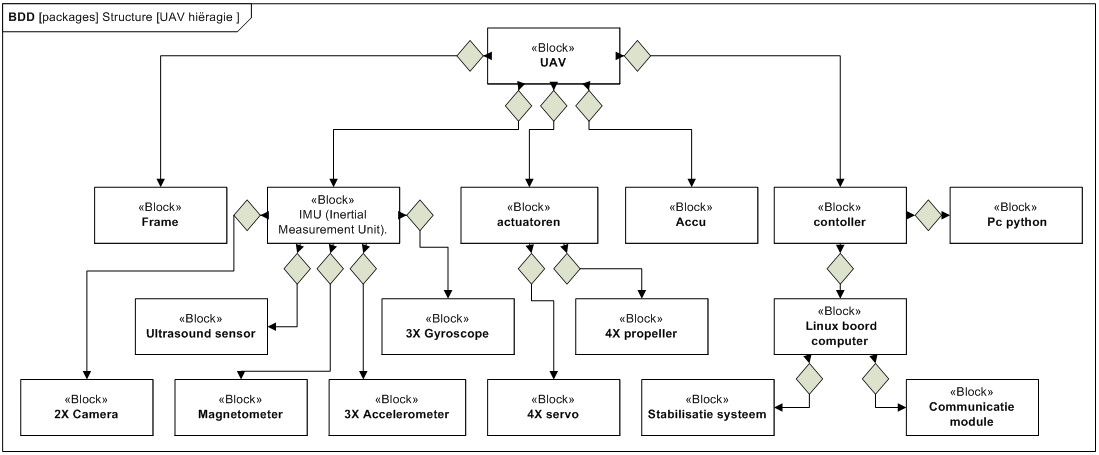 BDD [packages] Structure [UAV hiëragie ]
«Block»
UAV
«Block»
Frame
«Block»
IMU (Inertial
Measurement Unit).
«Block»
actuatoren
«Block»
Accu
«Block»
contoller
«Block»
Pc python
«Block»
Ultrasound sensor
«Block»
3X Gyroscope
«Block»
4X propeller
«Block»
Linux boord
computer
«Block»
2X Camera
«Block»
Magnetometer
«Block»
3X Accelerometer
«Block»
4X servo
«Block»
Stabilisatie systeem
«Block»
Communicatie
module